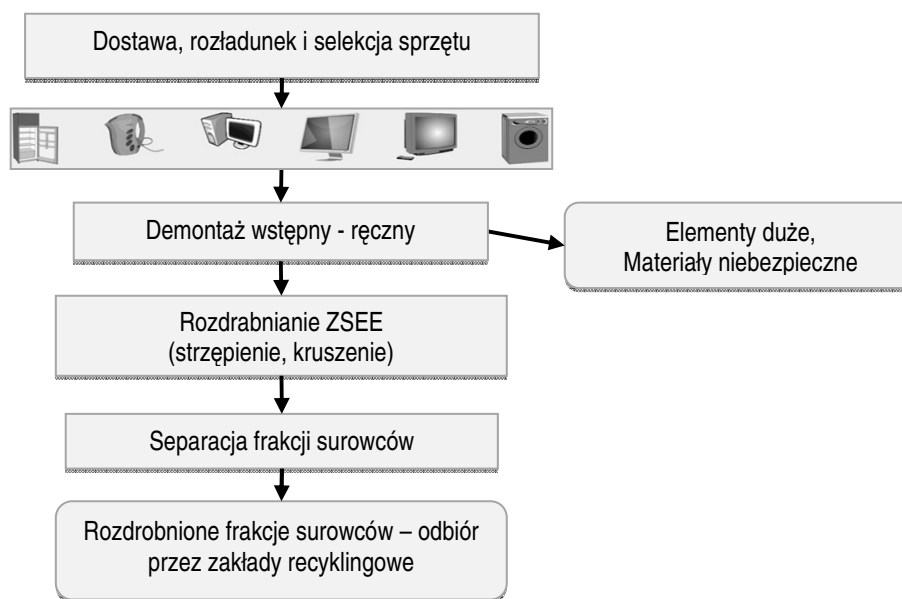 Dostawa, rozładunek i selekcja sprzętu
Demontaż wstępny - ręczny
Elementy duże,
Materiały niebezpieczne
Rozdrabnianie ZSEE
(strzępienie, kruszenie)
Separacja frakcji surowców
Rozdrobnione frakcje surowców – odbiór
przez zakłady recyklingowe